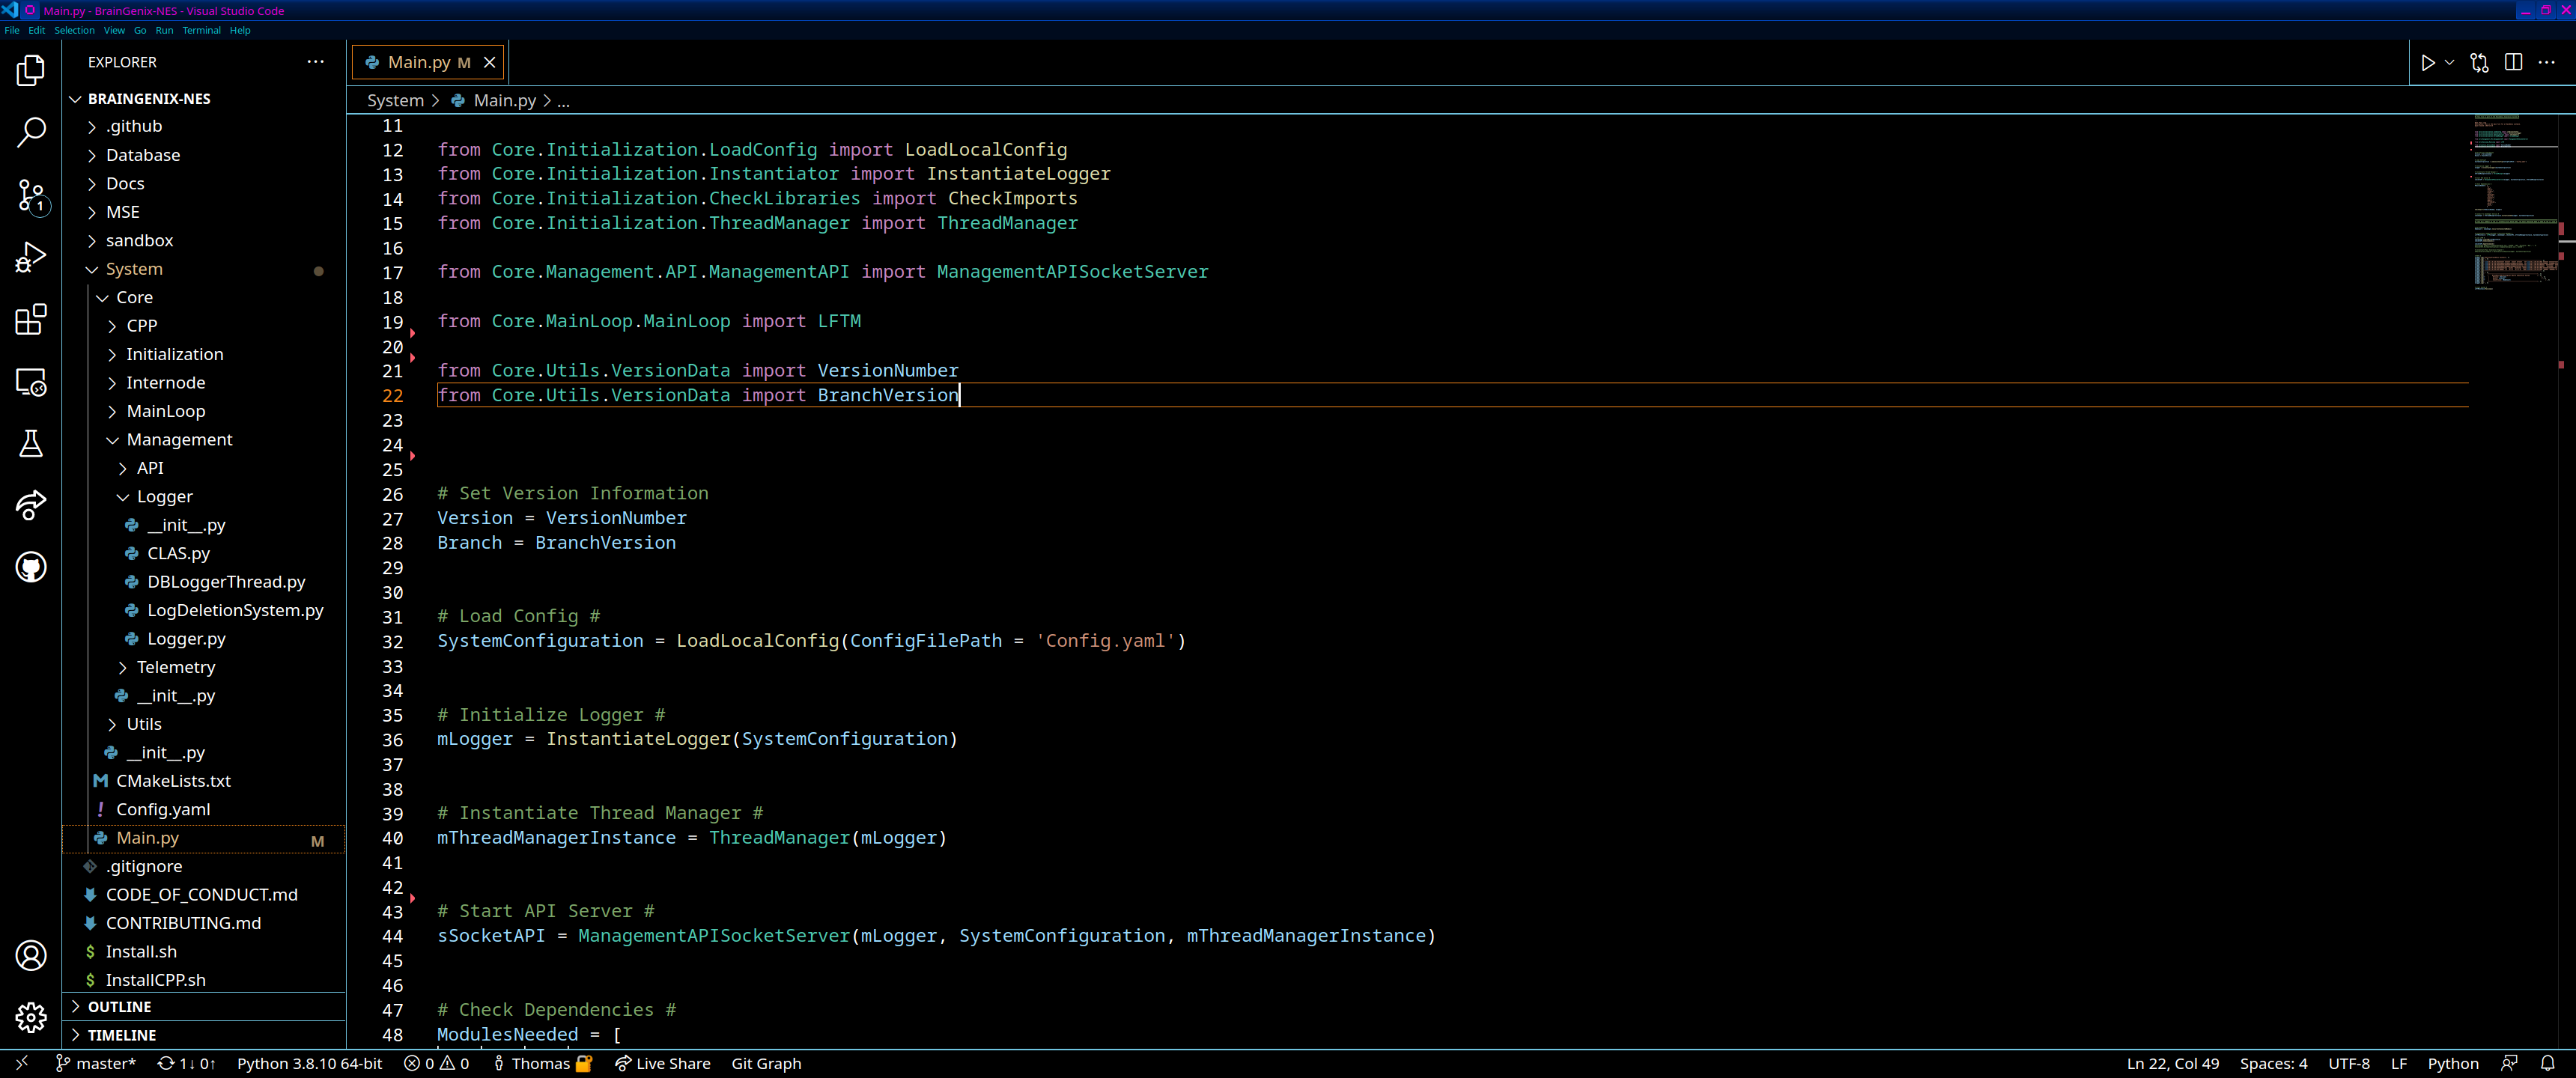 Main.py - BrainGenix-NES - Visual Studio Code
File Edit Selection View Go Run Terminal Help
EXPLORER
BRAINGENIX-NES
.github
Database
Docs
MSE
sandbox
System
Core
CPP
Initialization
Internode
MainLoop
Management
API
Logger
__init__.py
CLAS.py
DBLoggerThread.py
LogDeletionSystem.py
Logger.py
Telemetry
__init__.py
Utils
__init__.py
CMakeLists.txt
! Config.yaml
Main.py M
.gitignore
CODE_OF_CONDUCT.md
CONTRIBUTING.md
$ Install.sh
$ InstallCPP.sh
OUTLINE
TIMELINE
1
Main.py M
System > Main.py > ...
11
12 from Core.Initialization.LoadConfig import LoadLocalConfig
13 from Core.Initialization.Instantiator import InstantiateLogger
14 from Core.Initialization.CheckLibraries import CheckImports
15 from Core.Initialization.ThreadManager import ThreadManager
16
17 from Core.Management.API.ManagementAPI import ManagementAPISocketServer
18
19 from Core.MainLoop.MainLoop import LFTM
20
21 from Core.Utils.VersionData import VersionNumber
22 from Core.Utils.VersionData import BranchVersion
23
24
25
26 # Set Version Information
27 Version = VersionNumber
28 Branch = BranchVersion
29
30
31 # Load Config #
32 SystemConfiguration = LoadLocalConfig(ConfigFilePath = 'Config.yaml')
33
34
35 # Initialize Logger #
36 mLogger = InstantiateLogger(SystemConfiguration)
37
38
39 # Instantiate Thread Manager #
40 mThreadManagerInstance = ThreadManager(mLogger)
41
42
43 # Start API Server #
44 sSocketAPI = ManagementAPISocketServer(mLogger, SystemConfiguration, mThreadManagerInstance)
45
46
47 # Check Dependencies #
48 ModulesNeeded = [
master* 1↓ 0↑ Python 3.8.10 64-bit 0 0 Thomas Live Share Git Graph Ln 22, Col 49 Spaces: 4 UTF-8 LF Python